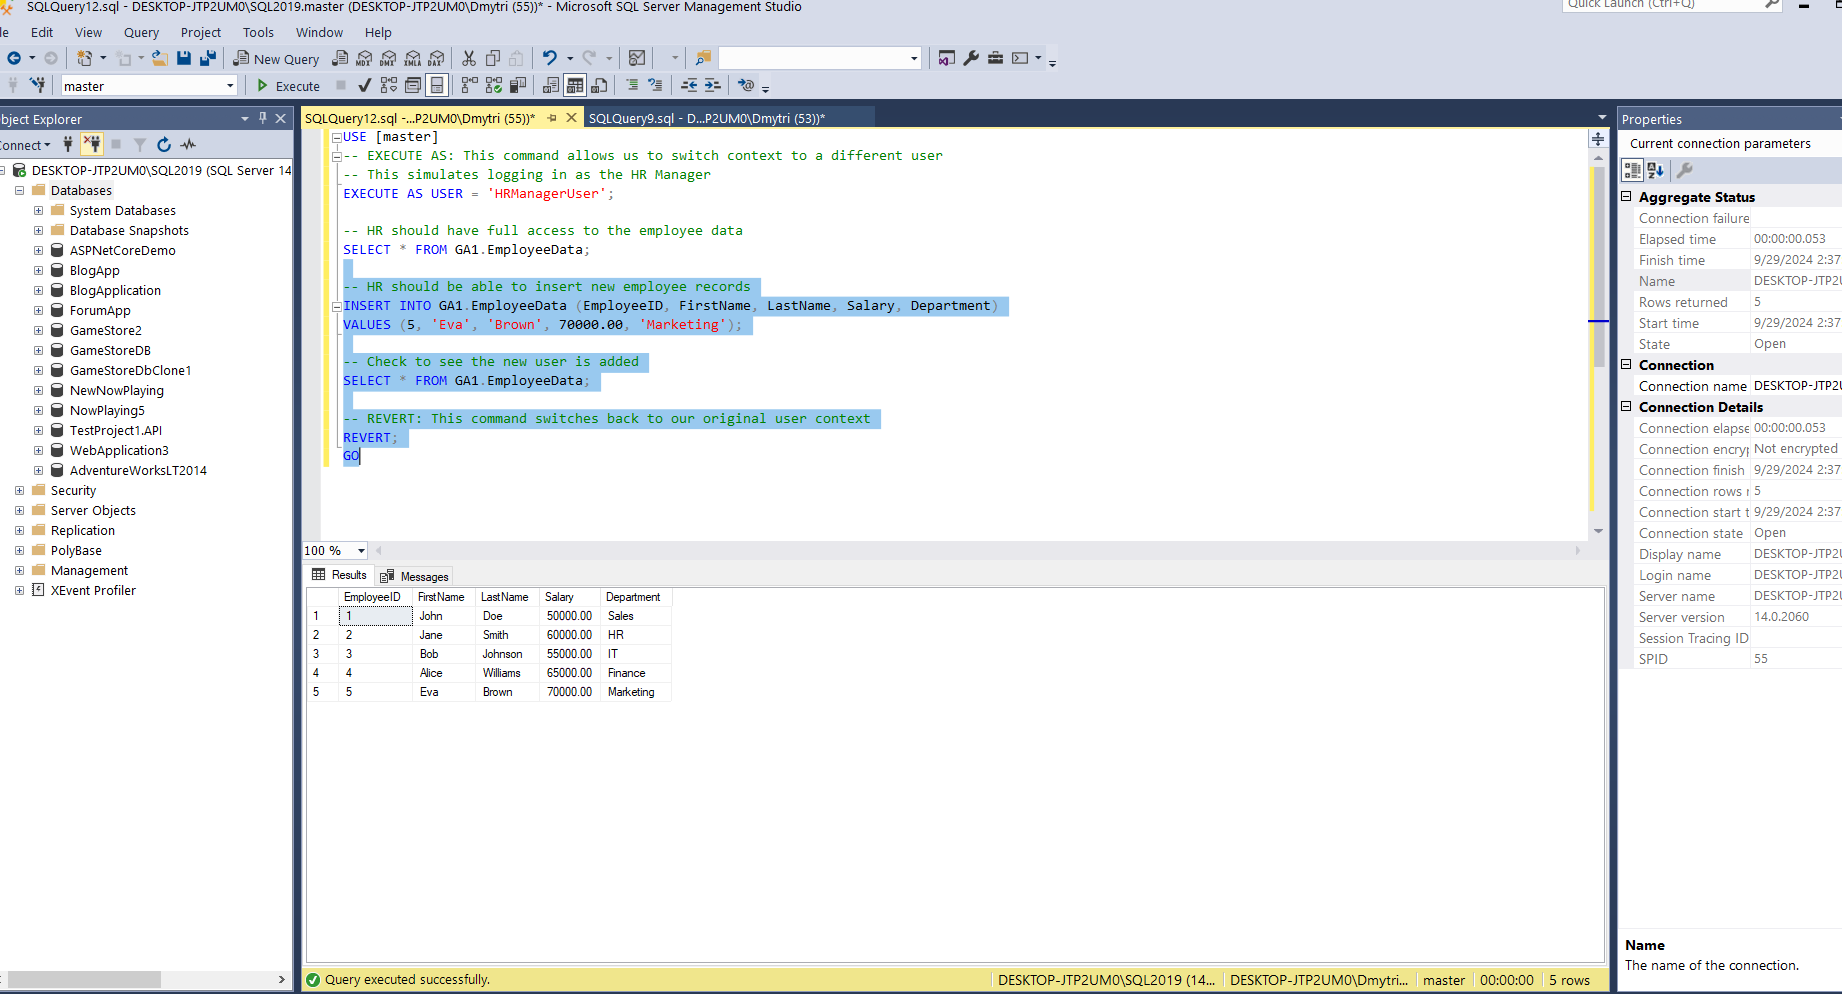 SQLQuery12.sql - DESKTOP-JTP2UM0\SQL2019.master (DESKTOP-JTP2UM0\Dmytri (55))* - Microsoft SQL Server Management Studio
Quick Launch (Ctrl+Q)
le Edit View Query Project Tools Window Help
New Query MDX DMX XMLA DAX
master Execute
bject Explorer
onnect
DESKTOP-JTP2UM0\SQL2019 (SQL Server 14
Databases
System Databases
Database Snapshots
ASPNetCoreDemo
BlogApp
BlogApplication
ForumApp
GameStore2
GameStoreDB
GameStoreDbClone1
NewNowPlaying
NowPlaying5
TestProject1.API
WebApplication3
AdventureWorksLT2014
Security
Server Objects
Replication
PolyBase
Management
XEvent Profiler
SQLQuery12.sql -...P2UM0\Dmytri (55))* SQLQuery9.sql - D...P2UM0\Dmytri (53))*
USE [master]
-- EXECUTE AS: This command allows us to switch context to a different user
-- This simulates logging in as the HR Manager
EXECUTE AS USER = 'HRManagerUser';
-- HR should have full access to the employee data
SELECT * FROM GA1.EmployeeData;
-- HR should be able to insert new employee records
INSERT INTO GA1.EmployeeData (EmployeeID, FirstName, LastName, Salary, Department)
VALUES (5, 'Eva', 'Brown', 70000.00, 'Marketing');
-- Check to see the new user is added
SELECT * FROM GA1.EmployeeData;
-- REVERT: This command switches back to our original user context
REVERT;
GO
100 %
Results Messages
EmployeeID FirstName LastName Salary Department
1 1 John Doe 50000.00 Sales
2 2 Jane Smith 60000.00 HR
3 3 Bob Johnson 55000.00 IT
4 4 Alice Williams 65000.00 Finance
5 5 Eva Brown 70000.00 Marketing
Query executed successfully. DESKTOP-JTP2UM0\SQL2019 (14... DESKTOP-JTP2UM0\Dmytri... master 00:00:00 5 rows
Properties
Current connection parameters
Aggregate Status
Connection failure
Elapsed time 00:00:00.053
Finish time 9/29/2024 2:37
Name DESKTOP-JTP2U
Rows returned 5
Start time 9/29/2024 2:37
State Open
Connection
Connection name DESKTOP-JTP2U
Connection Details
Connection elapse 00:00:00.053
Connection encryp Not encrypted
Connection finish 9/29/2024 2:37
Connection rows r 5
Connection start t 9/29/2024 2:37
Connection state Open
Display name DESKTOP-JTP2U
Login name DESKTOP-JTP2U
Server name DESKTOP-JTP2U
Server version 14.0.2060
Session Tracing ID
SPID 55
Name
The name of the connection.